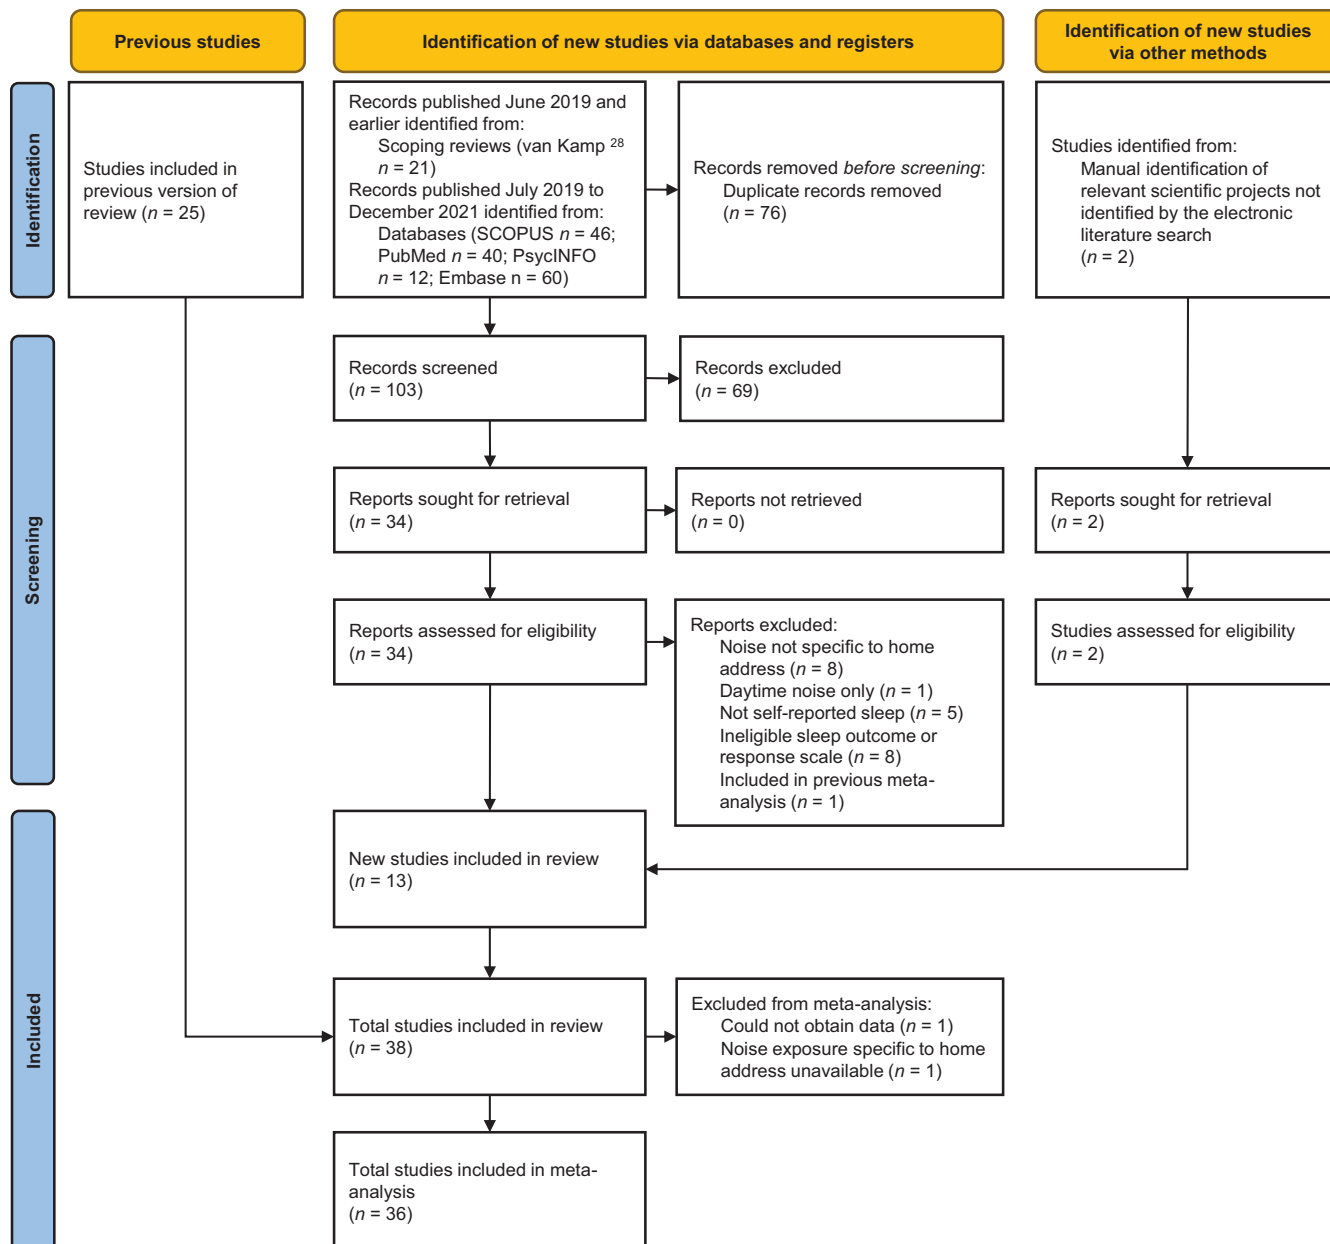 Previous studies
Identification of new studies via databases and registers
Identification of new studies
via other methods
Identification
Studies included in
previous version of
review (n = 25)
Records published June 2019 and
earlier identified from:
Scoping reviews (van Kamp 28
n = 21)
Records published July 2019 to
December 2021 identified from:
Databases (SCOPUS n = 46;
PubMed n = 40; PsycINFO
n = 12; Embase n = 60)
Records removed before screening:
Duplicate records removed
(n = 76)
Studies identified from:
Manual identification of
relevant scientific projects not
identified by the electronic
literature search
(n = 2)
Screening
Records screened
(n = 103)
Records excluded
(n = 69)
Reports sought for retrieval
(n = 34)
Reports not retrieved
(n = 0)
Reports sought for retrieval
(n = 2)
Reports assessed for eligibility
(n = 34)
Reports excluded:
Noise not specific to home
address (n = 8)
Daytime noise only (n = 1)
Not self-reported sleep (n = 5)
Ineligible sleep outcome or
response scale (n = 8)
Included in previous meta-
analysis (n = 1)
Studies assessed for eligibility
(n = 2)
Included
New studies included in review
(n = 13)
Total studies included in review
(n = 38)
Excluded from meta-analysis:
Could not obtain data (n = 1)
Noise exposure specific to home
address unavailable (n = 1)
Total studies included in meta-
analysis
(n = 36)